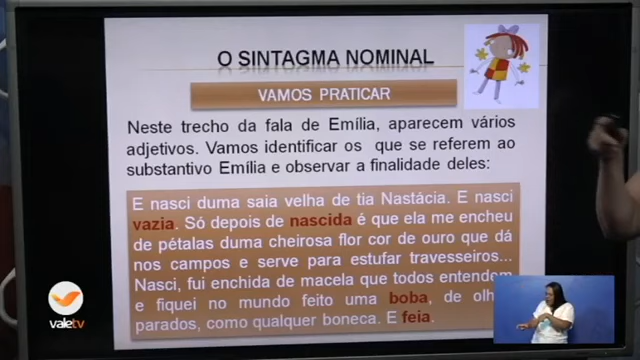 O SINTAGMA NOMINAL
VAMOS PRATICAR
Neste trecho da fala de Emília, aparecem vários
adjetivos. Vamos identificar os que se referem ao
substantivo Emília e observar a finalidade deles:
E nasci duma saia velha de tia Nastácia. E nasci
vazia. Só depois de nascida é que ela me encheu
de pétalas duma cheirosa flor cor de ouro que dá
nos campos e serve para estufar travesseiros...
Nasci, fui enchida de macela que todos entendem
e fiquei no mundo feito uma boba, de
parados, como qualquer boneca. E feia.
valetv